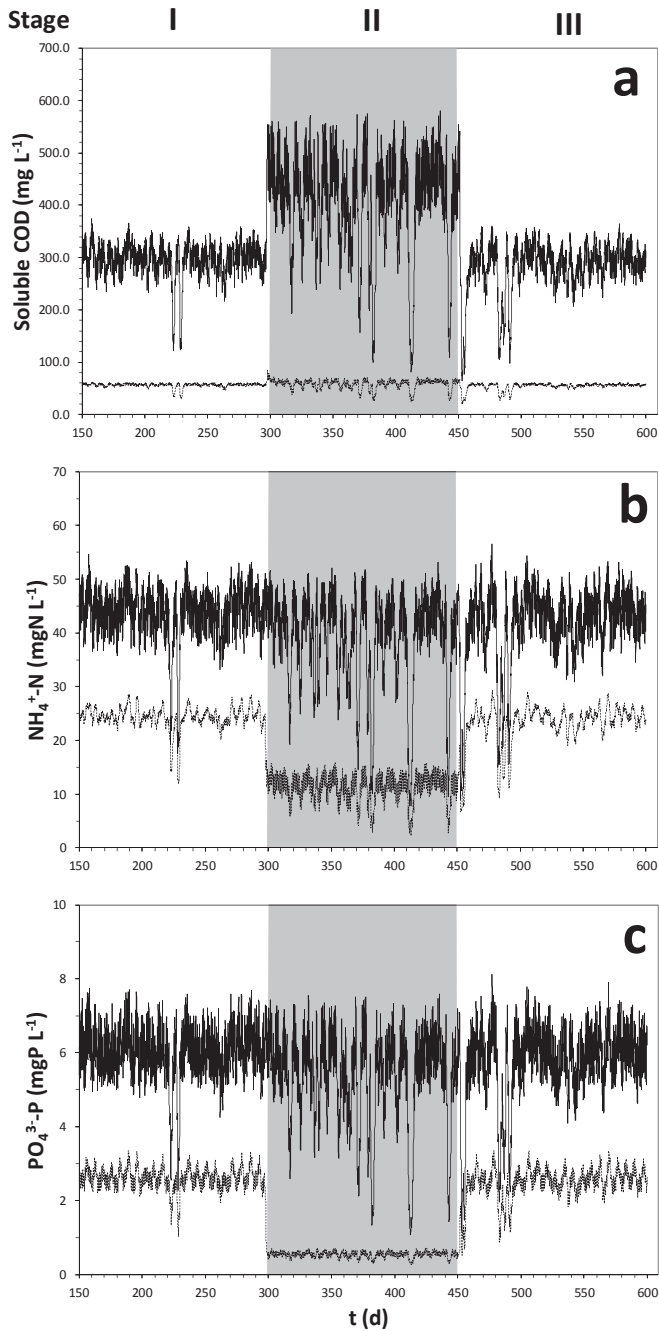 Stage I II III
a
Soluble COD (mg L⁻¹)
700.0
600.0
500.0
400.0
300.0
200.0
100.0
0.0
150 200 250 300 350 400 450 500 550 600
b
NH₄⁺-N (mgN L⁻¹)
70
60
50
40
30
20
10
0
150 200 250 300 350 400 450 500 550 600
c
PO₄³⁻-P (mgP L⁻¹)
10
8
6
4
2
0
150 200 250 300 350 400 450 500 550 600
t (d)